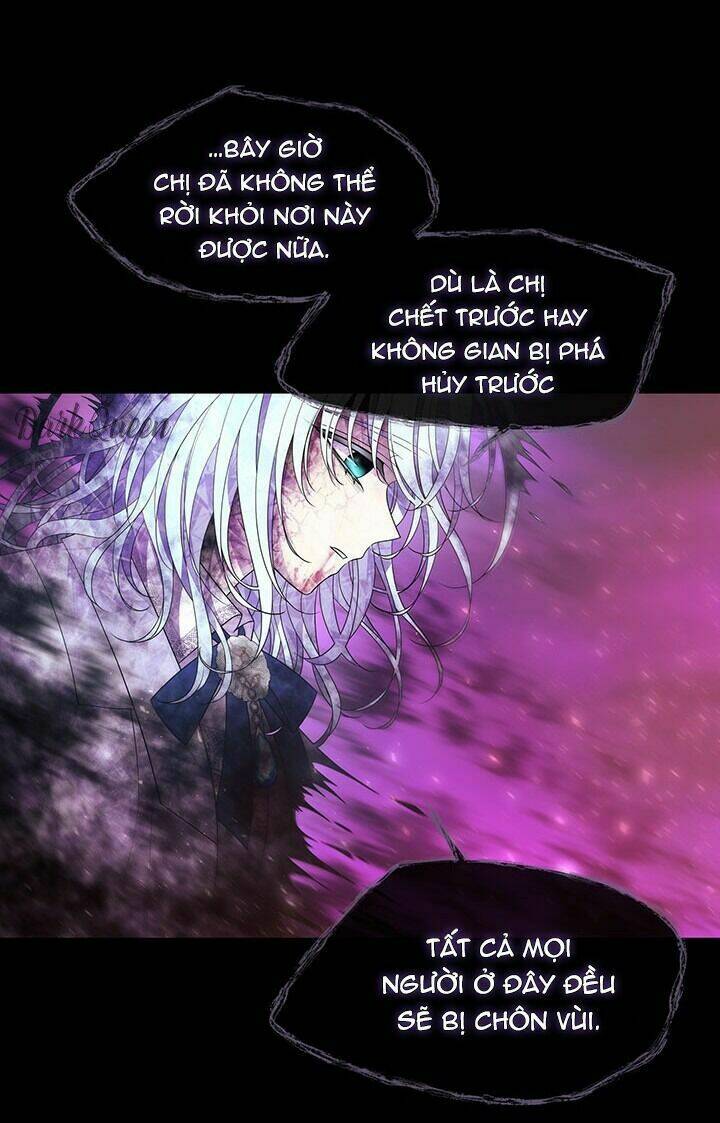 ...BÂY GIỜ
CHỊ ĐÃ KHÔNG THỂ
RỜI KHỎI NƠI NÀY
ĐƯỢC NỮA.
DÙ LÀ CHỊ
CHẾT TRƯỚC HAY
KHÔNG GIAN BỊ PHÁ
HỦY TRƯỚC
DarkQueen
TẤT CẢ MỌI
NGƯỜI Ở ĐÂY ĐỀU
SẼ BỊ CHÔN VÙI.